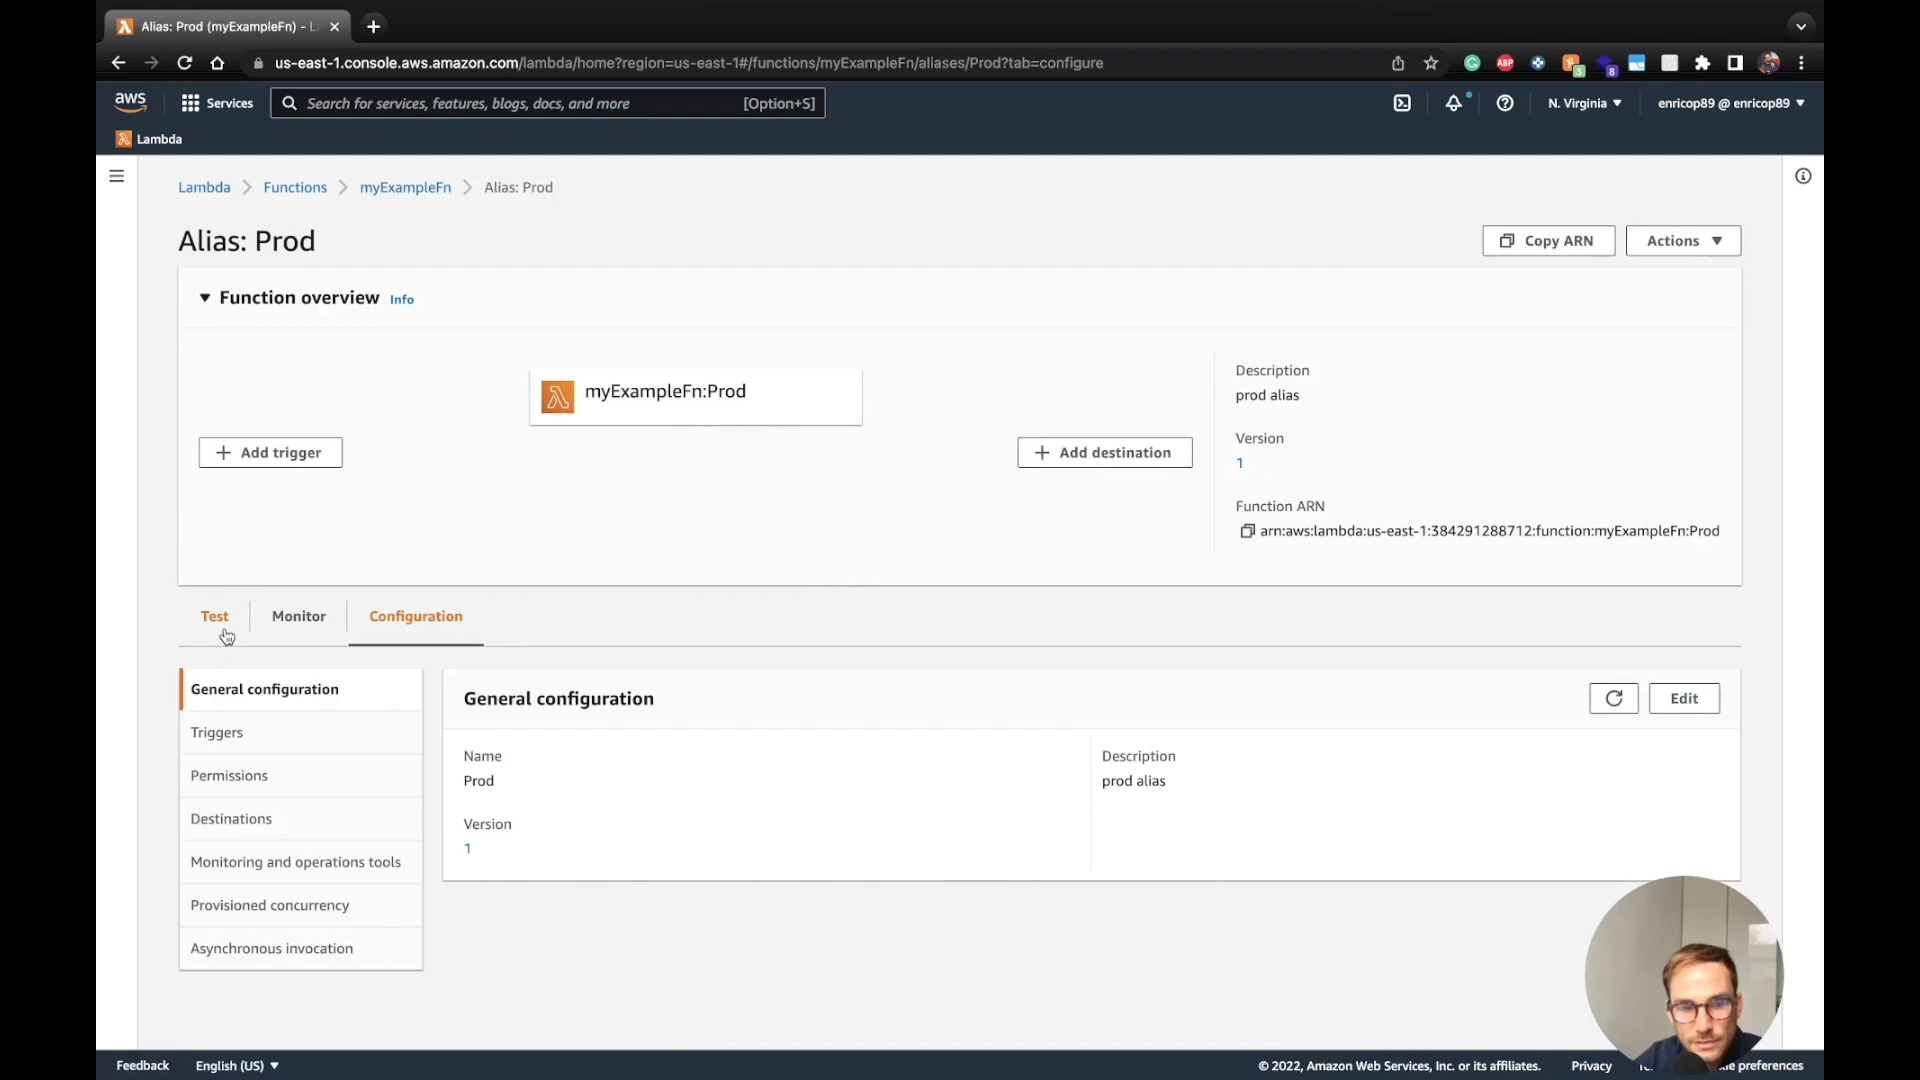 Alias: Prod (myExampleFn) - L
us-east-1.console.aws.amazon.com/lambda/home?region=us-east-1#/functions/myExampleFn/aliases/Prod?tab=configure
ABP
3
8
aws
Services
Search for services, features, blogs, docs, and more
[Option+S]
N. Virginia
enricop89 @ enricop89
Lambda
Lambda
Functions
myExampleFn
Alias: Prod
Alias: Prod
Copy ARN
Actions
Function overview Info
myExampleFn:Prod
Add trigger
Add destination
Description
prod alias
Version
1
Function ARN
arn:aws:lambda:us-east-1:384291288712:function:myExampleFn:Prod
Test
Monitor
Configuration
General configuration
Triggers
Permissions
Destinations
Monitoring and operations tools
Provisioned concurrency
Asynchronous invocation
General configuration
Edit
Name
Prod
Version
1
Description
prod alias
Feedback
English (US)
© 2022, Amazon Web Services, Inc. or its affiliates.
Privacy
preferences